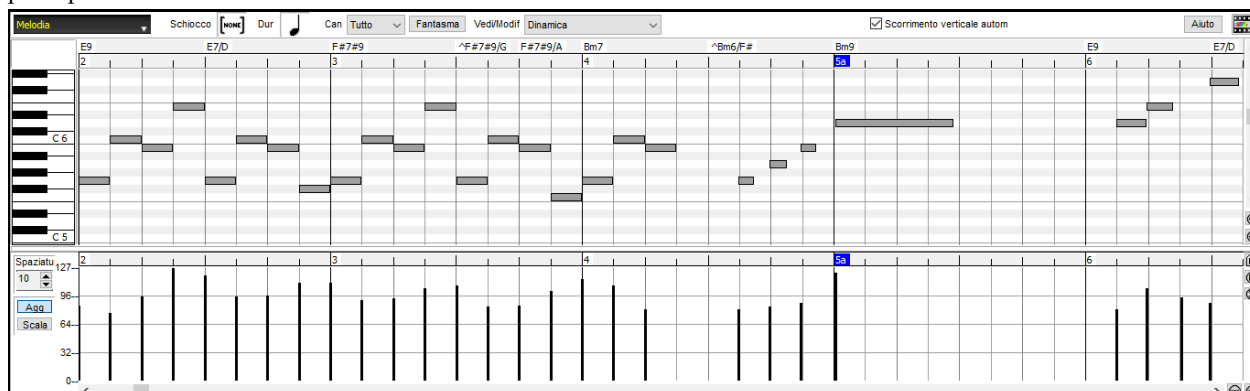 Melodia Schiocco [NONE] Dur Can Tutto Fantasma Vedi/Modif Dinamica Scorrimento verticale autom Aiuto
E9 E7/D F#7#9 ^F#7#9/G F#7#9/A Bm7 ^Bm6/F# Bm9 E9 E7/D
2 3 4 5a 6
C 6
C 5
Spaziatu 2 3 4 5a 6
127
10
96
Agg
Scala 64
32
0